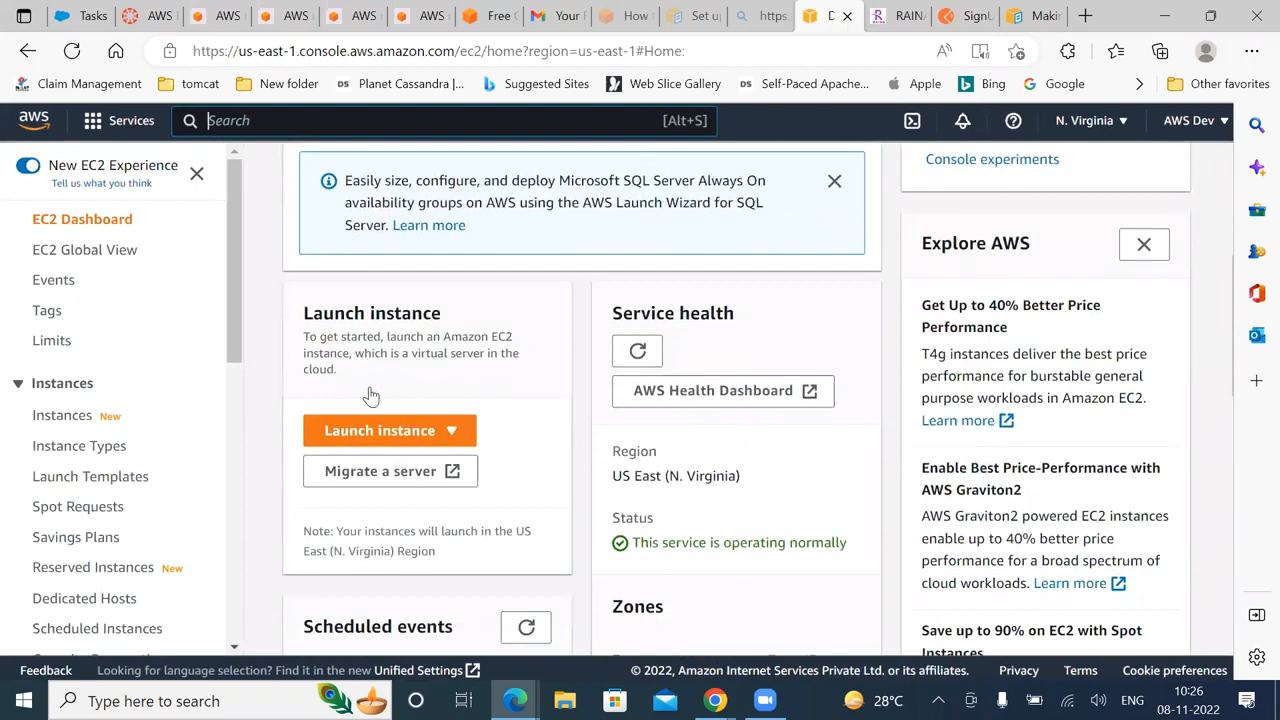 Tasks
AWS
AWS
AWS
AWS
AWS
Free
Your
How
Set up
https:
D
RAINA
SignU
Makin
https://us-east-1.console.aws.amazon.com/ec2/home?region=us-east-1#Home:
Claim Management
tomcat
New folder
DS Planet Cassandra |...
Suggested Sites
Web Slice Gallery
DS Self-Paced Apache...
Apple
Bing
Google
Other favorites
aws
Services
Search
[Alt+S]
N. Virginia
AWS Dev
New EC2 Experience
Tell us what you think
EC2 Dashboard
EC2 Global View
Events
Tags
Limits
Instances
Instances New
Instance Types
Launch Templates
Spot Requests
Savings Plans
Reserved Instances New
Dedicated Hosts
Scheduled Instances
Easily size, configure, and deploy Microsoft SQL Server Always On
availability groups on AWS using the AWS Launch Wizard for SQL
Server. Learn more
Launch instance
To get started, launch an Amazon EC2
instance, which is a virtual server in the
cloud.
Launch instance
Migrate a server
Note: Your instances will launch in the US
East (N. Virginia) Region
Scheduled events
Service health
AWS Health Dashboard
Region
US East (N. Virginia)
Status
This service is operating normally
Zones
Console experiments
Explore AWS
Get Up to 40% Better Price
Performance
T4g instances deliver the best price
performance for burstable general
purpose workloads in Amazon EC2.
Learn more
Enable Best Price-Performance with
AWS Graviton2
AWS Graviton2 powered EC2 instances
enable up to 40% better price
performance for a broad spectrum of
cloud workloads. Learn more
Save up to 90% on EC2 with Spot
Instances
Feedback
Looking for language selection? Find it in the new Unified Settings
© 2022, Amazon Internet Services Private Ltd. or its affiliates.
Privacy
Terms
Cookie preferences
Type here to search
28°C
ENG
10:26
08-11-2022